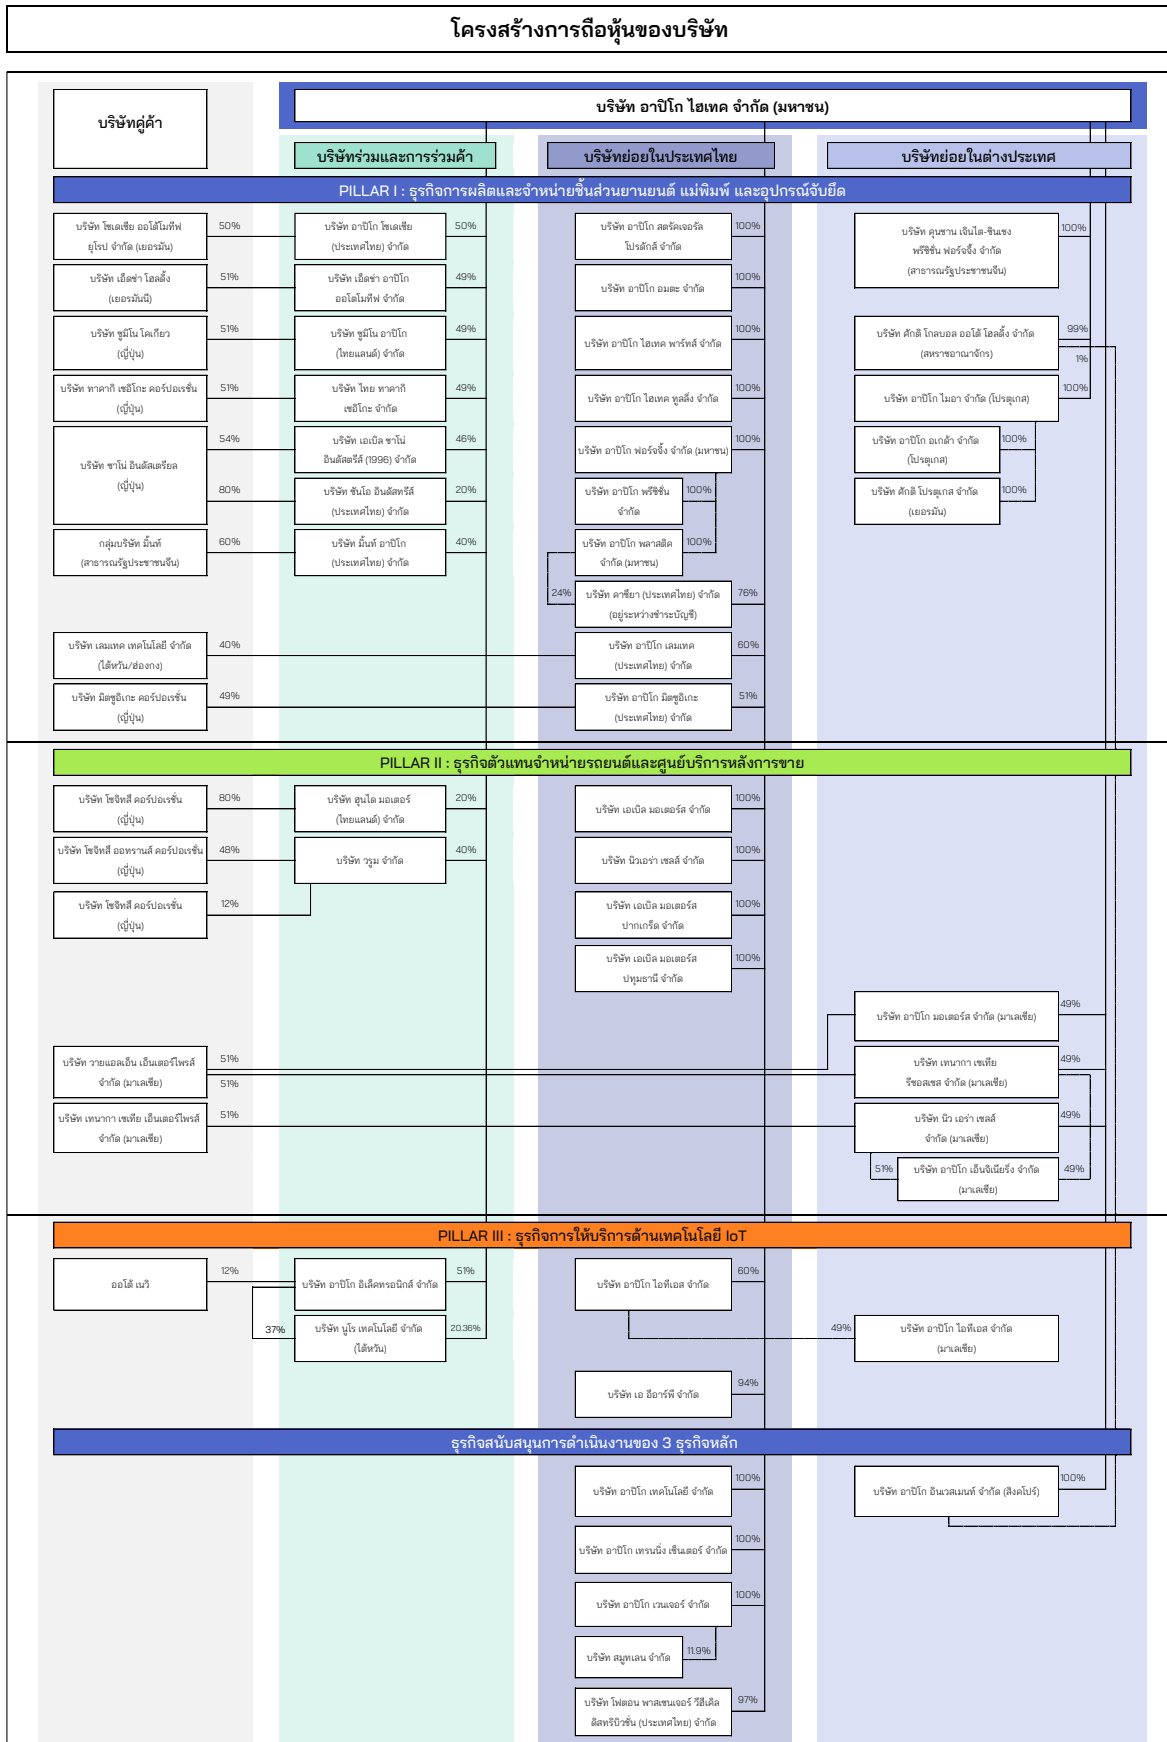 โครงสร้างการถือหุ้นของบริษัท
บริษัทคู่ค้า
บริษัท อาปิโก ไฮเทค จำกัด (มหาชน)
บริษัทร่วมและการร่วมค้า
บริษัทย่อยในประเทศไทย
บริษัทย่อยในต่างประเทศ
PILLAR I : ธุรกิจการผลิตและจำหน่ายชิ้นส่วนยานยนต์ แม่พิมพ์ และอุปกรณ์จับยึด
บริษัท โซเดเซีย ออโต้โมทีฟ
ยุโรป จำกัด (เยอรมัน)
50%
บริษัท อาปิโก โซเดเซีย
(ประเทศไทย) จำกัด
50%
บริษัท อาปิโก สตรัคเจอรัล
โปรดักส์ จำกัด
100%
บริษัท คุนซาน เจินไต-ซินเซง
พรีซิชั่น ฟอร์จจิ้ง จำกัด
(สาธารณรัฐประชาชนจีน)
100%
บริษัท เอ็ดช่า โฮลดิ้ง
(เยอรมันนี)
51%
บริษัท เอ็ดช่า อาปิโก
ออโตโมทีฟ จำกัด
49%
บริษัท อาปิโก อมตะ จำกัด
100%
บริษัท ซูมิโน โคเกียว
(ญี่ปุ่น)
51%
บริษัท ซูมิโน อาปิโก
(ไทยแลนด์) จำกัด
49%
บริษัท อาปิโก ไฮเทค พาร์ทส์ จำกัด
100%
บริษัท ศักติ โกลบอล ออโต้ โฮลดิ้ง จำกัด
(สหราชอาณาจักร)
99%
1%
บริษัท ทาคากิ เซอิโกะ คอร์ปอเรชั่น
(ญี่ปุ่น)
51%
บริษัท ไทย ทาคากิ
เซอิโกะ จำกัด
49%
บริษัท อาปิโก ไฮเทค ทูลลิ่ง จำกัด
100%
บริษัท อาปิโก ไมอา จำกัด (โปรตุเกส)
100%
บริษัท ซาโน่ อินดัสเตรียล
(ญี่ปุ่น)
54%
บริษัท เอเบิล ซาโน่
อินดัสตรีส์ (1996) จำกัด
46%
บริษัท อาปิโก ฟอร์จจิ้ง จำกัด (มหาชน)
100%
บริษัท อาปิโก อเกด้า จำกัด
(โปรตุเกส)
100%
80%
บริษัท ซันโอ อินดัสทรีส์
(ประเทศไทย) จำกัด
20%
บริษัท อาปิโก พรีซิชั่น
จำกัด
100%
บริษัท ศักติ โปรตุเกส จำกัด
(เยอรมัน)
100%
กลุ่มบริษัท มิ้นท์
(สาธารณรัฐประชาชนจีน)
60%
บริษัท มิ้นท์ อาปิโก
(ประเทศไทย) จำกัด
40%
บริษัท อาปิโก พลาสติค
จำกัด (มหาชน)
100%
24%
บริษัท คาซียา (ประเทศไทย) จำกัด
(อยู่ระหว่างชำระบัญชี)
76%
บริษัท เลมเทค เทคโนโลยี จำกัด
(ไต้หวัน/ฮ่องกง)
40%
บริษัท อาปิโก เลมเทค
(ประเทศไทย) จำกัด
60%
บริษัท มิตซูอิเกะ คอร์ปอเรชั่น
(ญี่ปุ่น)
49%
บริษัท อาปิโก มิตซูอิเกะ
(ประเทศไทย) จำกัด
51%
PILLAR II : ธุรกิจตัวแทนจำหน่ายรถยนต์และศูนย์บริการหลังการขาย
บริษัท โซจิทสึ คอร์ปอเรชั่น
(ญี่ปุ่น)
80%
บริษัท ฮุนได มอเตอร์
(ไทยแลนด์) จำกัด
20%
บริษัท เอเบิล มอเตอร์ส จำกัด
100%
บริษัท โซจิทสึ ออทรานส์ คอร์ปอเรชั่น
(ญี่ปุ่น)
48%
บริษัท วรูม จำกัด
40%
บริษัท นิวเอร่า เซลส์ จำกัด
100%
บริษัท โซจิทสึ คอร์ปอเรชั่น
(ญี่ปุ่น)
12%
บริษัท เอเบิล มอเตอร์ส
ปากเกร็ด จำกัด
100%
บริษัท เอเบิล มอเตอร์ส
ปทุมธานี จำกัด
100%
บริษัท อาปิโก มอเตอร์ส จำกัด (มาเลเซีย)
49%
บริษัท วายแอลเอ็น เอ็นเตอร์ไพรส์
จำกัด (มาเลเซีย)
51%
51%
บริษัท เทนากา เซเทีย
รีซอสเซส จำกัด (มาเลเซีย)
49%
บริษัท เทนากา เซเทีย เอ็นเตอร์ไพรส์
จำกัด (มาเลเซีย)
51%
บริษัท นิว เอร่า เซลส์
จำกัด (มาเลเซีย)
49%
51%
บริษัท อาปิโก เอ็นจิเนียริ่ง จำกัด
(มาเลเซีย)
49%
PILLAR III : ธุรกิจการให้บริการด้านเทคโนโลยี IoT
ออโต้ เนวิ
12%
บริษัท อาปิโก อิเล็คทรอนิกส์ จำกัด
51%
บริษัท อาปิโก ไอทีเอส จำกัด
60%
37%
บริษัท นูโร เทคโนโลยี จำกัด
(ไต้หวัน)
20.36%
49%
บริษัท อาปิโก ไอทีเอส จำกัด
(มาเลเซีย)
บริษัท เอ อีอาร์พี จำกัด
94%
ธุรกิจสนับสนุนการดำเนินงานของ 3 ธุรกิจหลัก
บริษัท อาปิโก เทคโนโลยี จำกัด
100%
บริษัท อาปิโก อินเวสเมนท์ จำกัด (สิงคโปร์)
100%
บริษัท อาปิโก เทรนนิ่ง เซ็นเตอร์ จำกัด
100%
บริษัท อาปิโก เวนเจอร์ จำกัด
100%
บริษัท สมูทเลน จำกัด
11.9%
บริษัท โฟตอน พาสเซนเจอร์ วีฮีเคิล
ดิสทริบิวชั่น (ประเทศไทย) จำกัด
97%